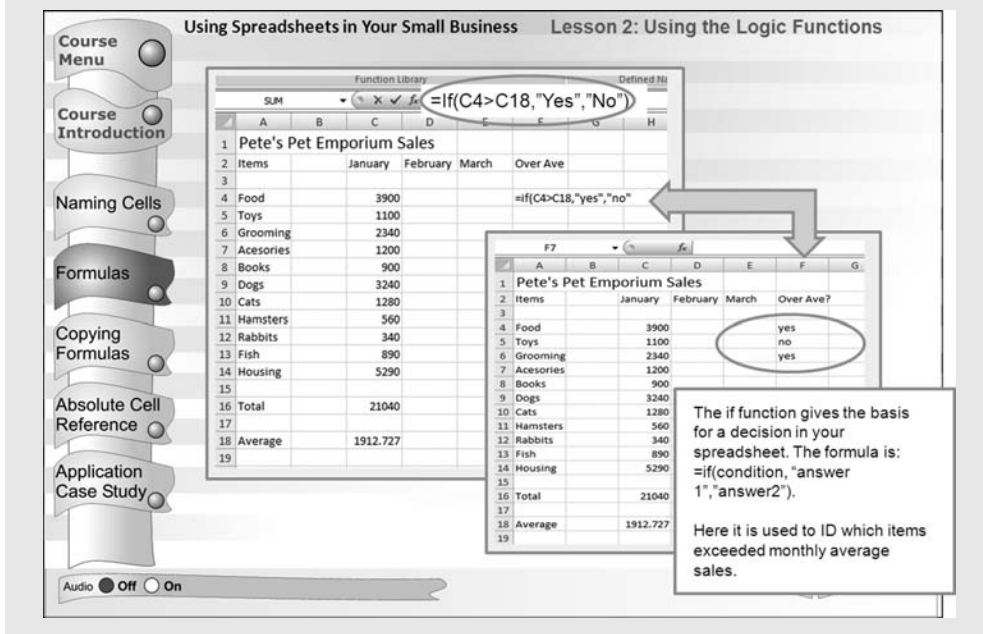 Using Spreadsheets in Your Small Business Lesson 2: Using the Logic Functions
Course
Menu
Course
Introduction
Naming Cells
Formulas
Copying
Formulas
Absolute Cell
Reference
Application
Case Study
Audio Off On
Function Library Defined Na
SUM =If(C4>C18,"Yes","No")
A B C D E F G H
1 Pete's Pet Emporium Sales
2 Items January February March Over Ave
3
4 Food 3900 =if(C4>C18,"yes","no"
5 Toys 1100
6 Grooming 2340
7 Acesories 1200
8 Books 900
9 Dogs 3240
10 Cats 1280
11 Hamsters 560
12 Rabbits 340
13 Fish 890
14 Housing 5290
15
16 Total 21040
17
18 Average 1912.727
19
F7 fx
A B C D E F G
1 Pete's Pet Emporium Sales
2 Items January February March Over Ave?
3
4 Food 3900 yes
5 Toys 1100 no
6 Grooming 2340 yes
7 Acesories 1200
8 Books 900
9 Dogs 3240
10 Cats 1280
11 Hamsters 560
12 Rabbits 340
13 Fish 890
14 Housing 5290
15
16 Total 21040
17
18 Average 1912.727
19
The if function gives the basis
for a decision in your
spreadsheet. The formula is:
=if(condition, “answer
1”,”answer2”).
Here it is used to ID which items
exceeded monthly average
sales.